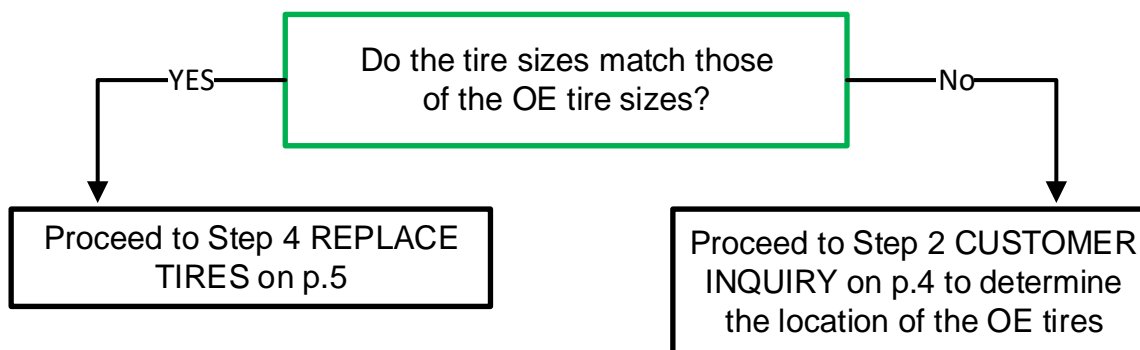 Do the tire sizes match those
of the OE tire sizes?
YES
No
Proceed to Step 4 REPLACE
TIRES on p.5
Proceed to Step 2 CUSTOMER
INQUIRY on p.4 to determine
the location of the OE tires